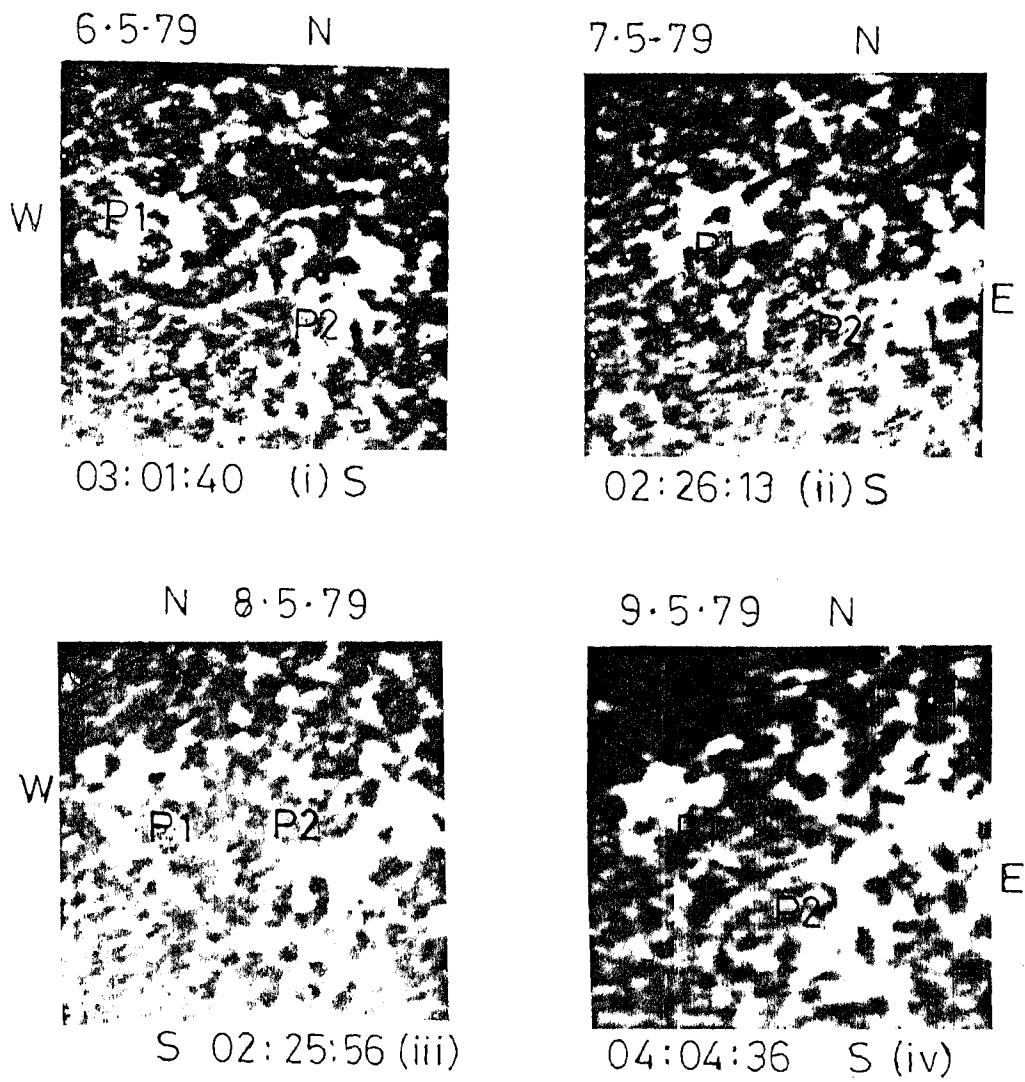 6·5·79 N
7·5-79 N
W
P1
P2
P1
P2
E
03:01:40 (i) S
02:26:13 (ii) S
N 8·5·79
9·5·79 N
W
P1 P2
P2
E
S 02:25:56 (iii)
04:04:36 S (iv)